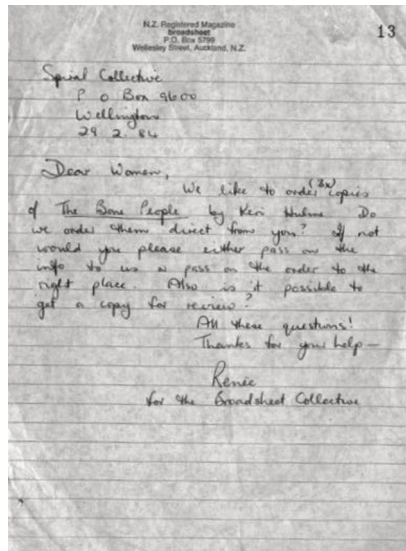 N.Z. Registered Magazine
broadsheet
P.O. Box 5799
Wellesley Street, Auckland, N.Z.
13
Spiral Collective
P O Box 9600
Wellington
29. 2. 84
Dear Women,
We like to order (3x) copies
of The Bone People by Keri Hulme Do
we order them direct from you? If not
would you please either pass on the
info to us or pass on the order to the
right place. Also is it possible to
get a copy for review?
All these questions!
Thanks for your help —
Renée
for the Broadsheet Collective